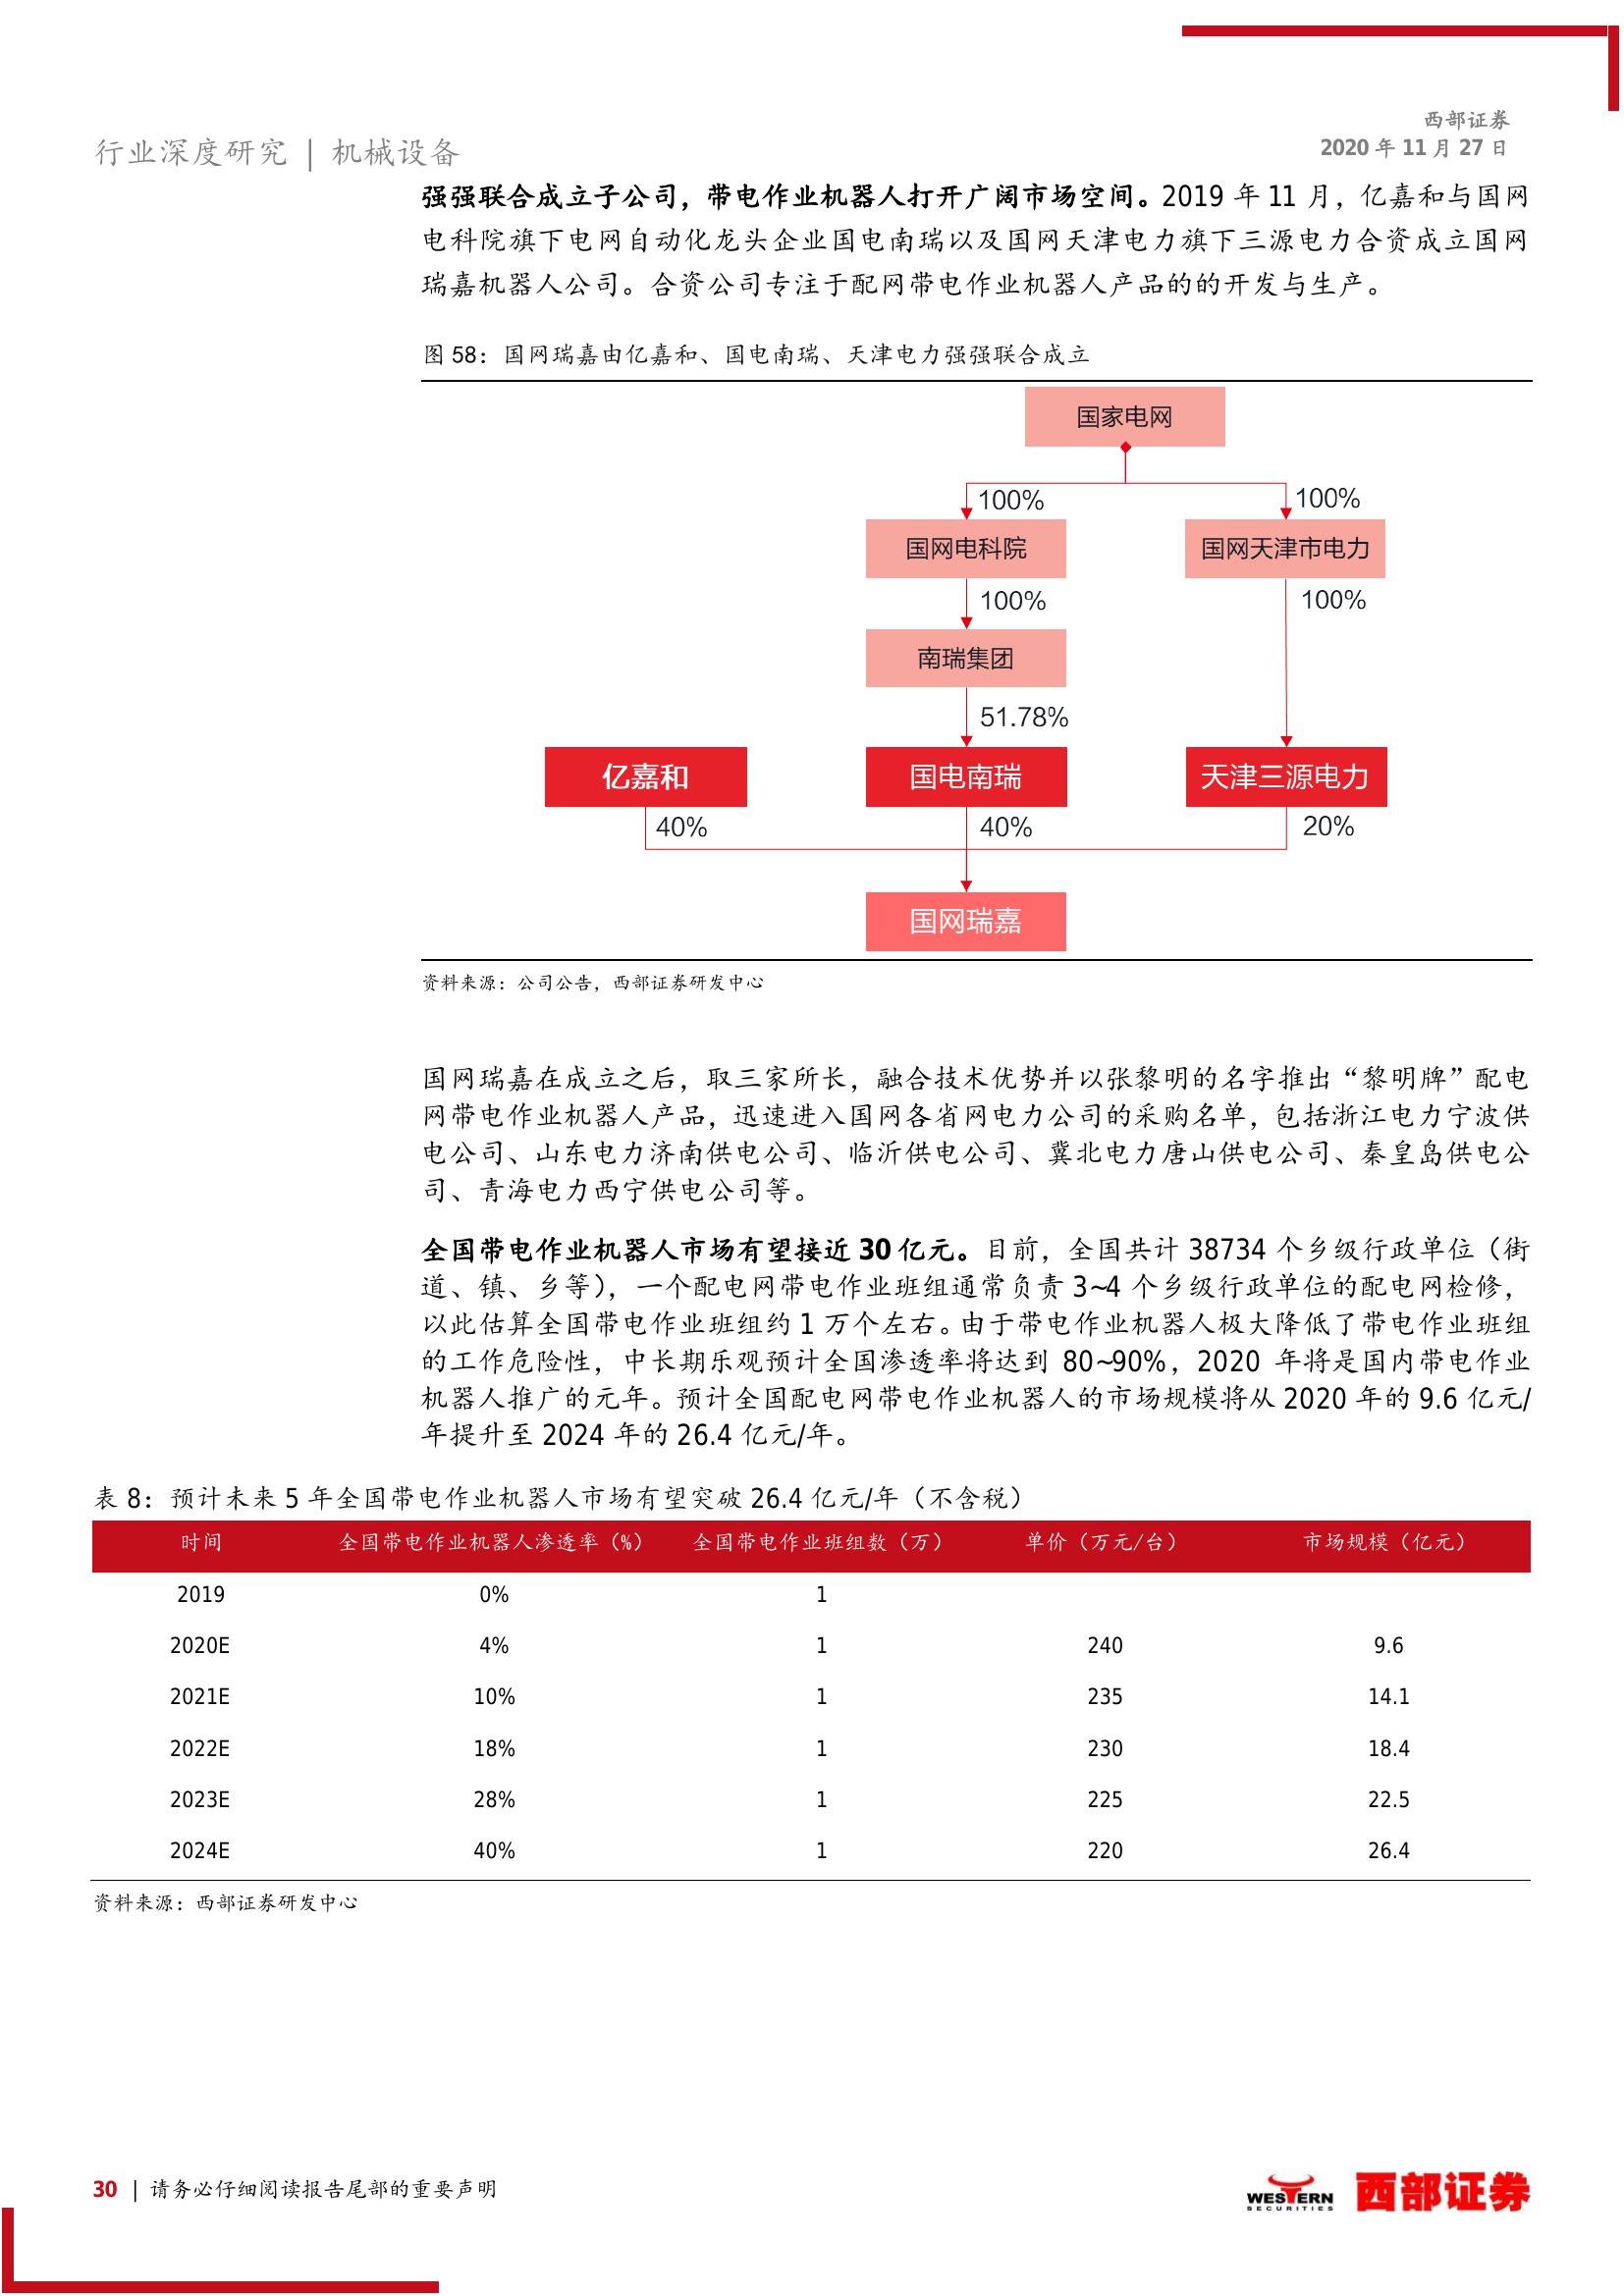 西部证券
行业深度研究 | 机械设备
2020 年 11 月 27 日
强强联合成立子公司，带电作业机器人打开广阔市场空间。2019 年 11 月，亿嘉和与国网
电科院旗下电网自动化龙头企业国电南瑞以及国网天津电力旗下三源电力合资成立国网
瑞嘉机器人公司。合资公司专注于配网带电作业机器人产品的的开发与生产。
图 58：国网瑞嘉由亿嘉和、国电南瑞、天津电力强强联合成立
国家电网
100% 100%
国网电科院 国网天津市电力
100% 100%
南瑞集团
51.78%
亿嘉和 国电南瑞 天津三源电力
40% 40% 20%
国网瑞嘉
资料来源：公司公告，西部证券研发中心
国网瑞嘉在成立之后，取三家所长，融合技术优势并以张黎明的名字推出“黎明牌”配电
网带电作业机器人产品，迅速进入国网各省网电力公司的采购名单，包括浙江电力宁波供
电公司、山东电力济南供电公司、临沂供电公司、冀北电力唐山供电公司、秦皇岛供电公
司、青海电力西宁供电公司等。
全国带电作业机器人市场有望接近 30 亿元。目前，全国共计 38734 个乡级行政单位（街
道、镇、乡等），一个配电网带电作业班组通常负责 3~4 个乡级行政单位的配电网检修，
以此估算全国带电作业班组约 1 万个左右。由于带电作业机器人极大降低了带电作业班组
的工作危险性，中长期乐观预计全国渗透率将达到 80~90%，2020 年将是国内带电作业
机器人推广的元年。预计全国配电网带电作业机器人的市场规模将从 2020 年的 9.6 亿元/
年提升至 2024 年的 26.4 亿元/年。
表 8：预计未来 5 年全国带电作业机器人市场有望突破 26.4 亿元/年（不含税）
时间 全国带电作业机器人渗透率（%） 全国带电作业班组数（万） 单价（万元/台） 市场规模（亿元）
2019 0% 1
2020E 4% 1 240 9.6
2021E 10% 1 235 14.1
2022E 18% 1 230 18.4
2023E 28% 1 225 22.5
2024E 40% 1 220 26.4
资料来源：西部证券研发中心
30 | 请务必仔细阅读报告尾部的重要声明
WESTERN
SECURITIES
西部证券